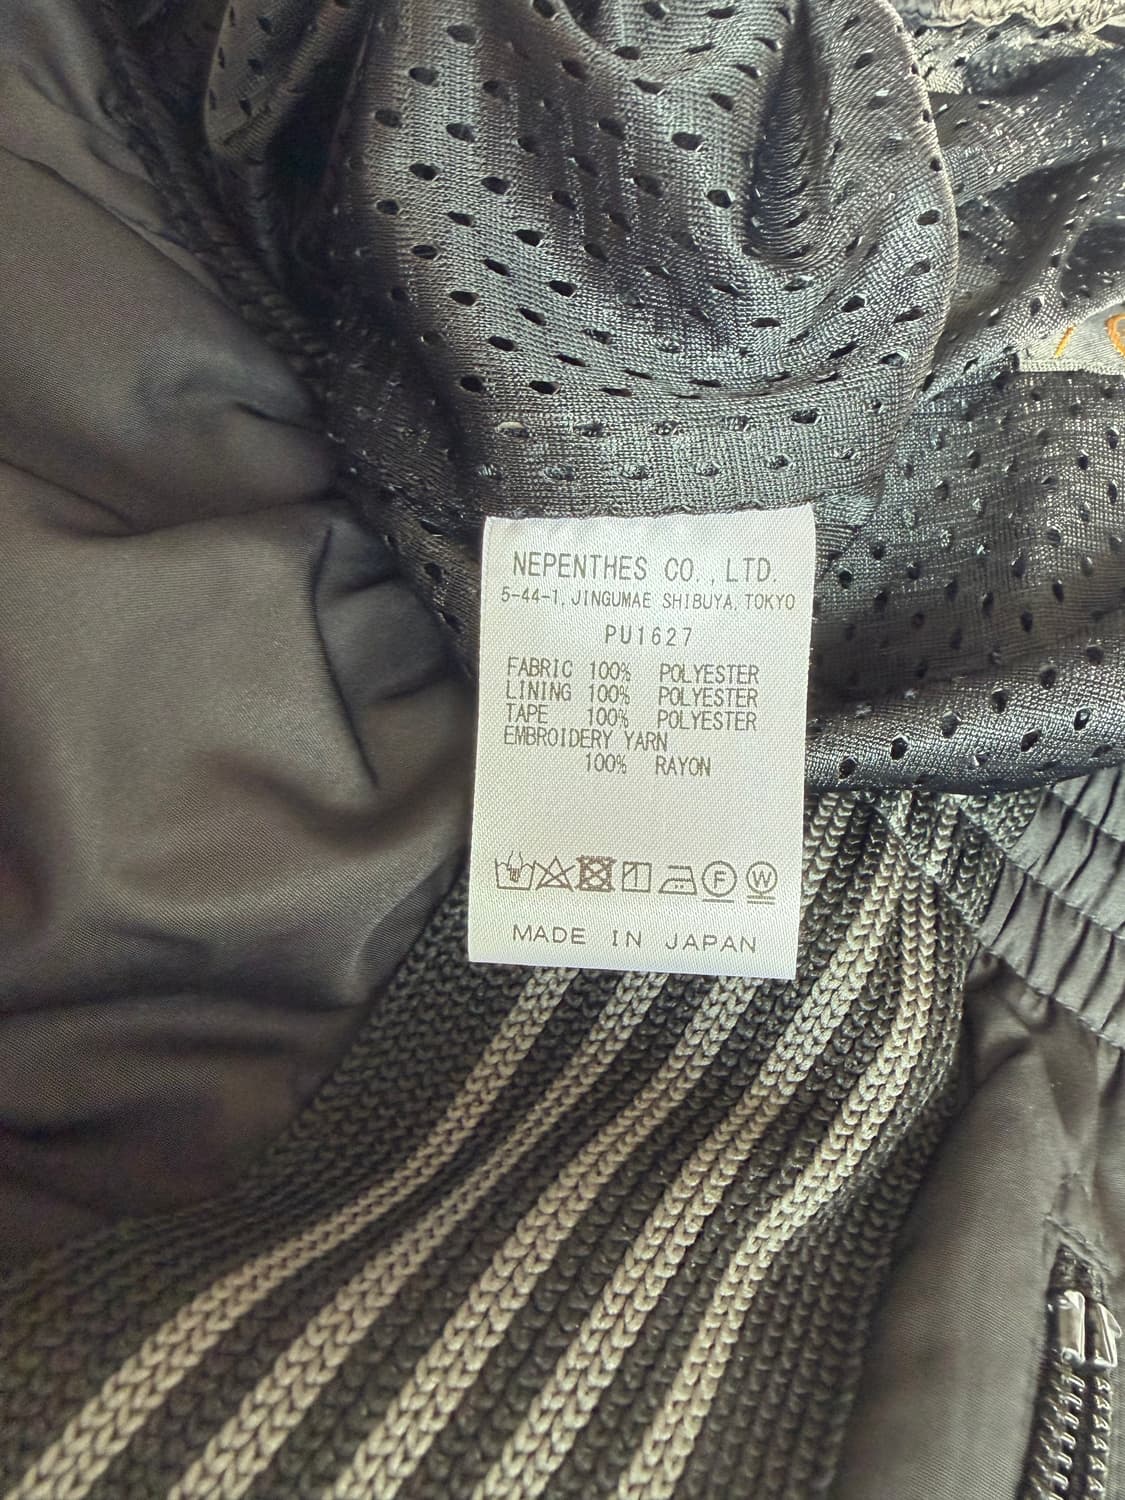 NEPENTHES CO.,LTD.
5-44-1,JINGUMAE SHIBUYA,TOKYO
PU1627
FABRIC 100% POLYESTER
LINING 100% POLYESTER
TAPE 100% POLYESTER
EMBROIDERY YARN
100% RAYON
F W
MADE IN JAPAN